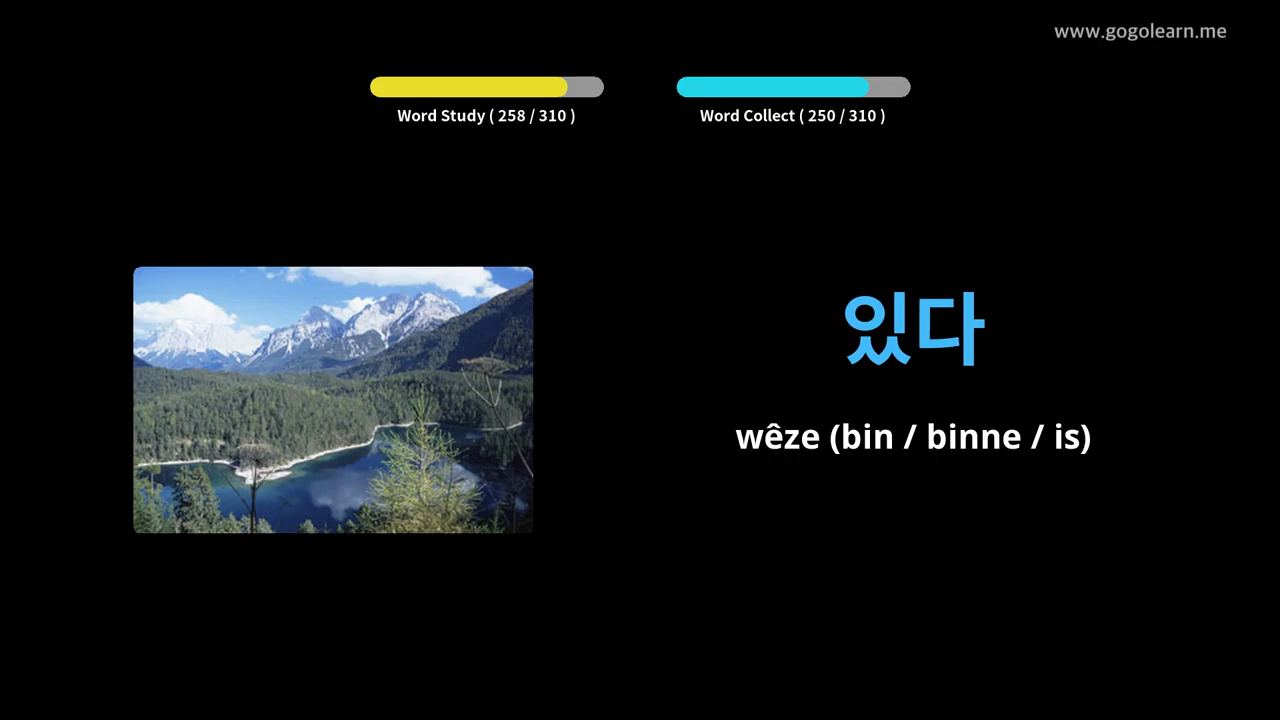 www.gogolearn.me
Word Study ( 258 / 310 )
Word Collect ( 250 / 310 )
있다
wêze (bin / binne / is)